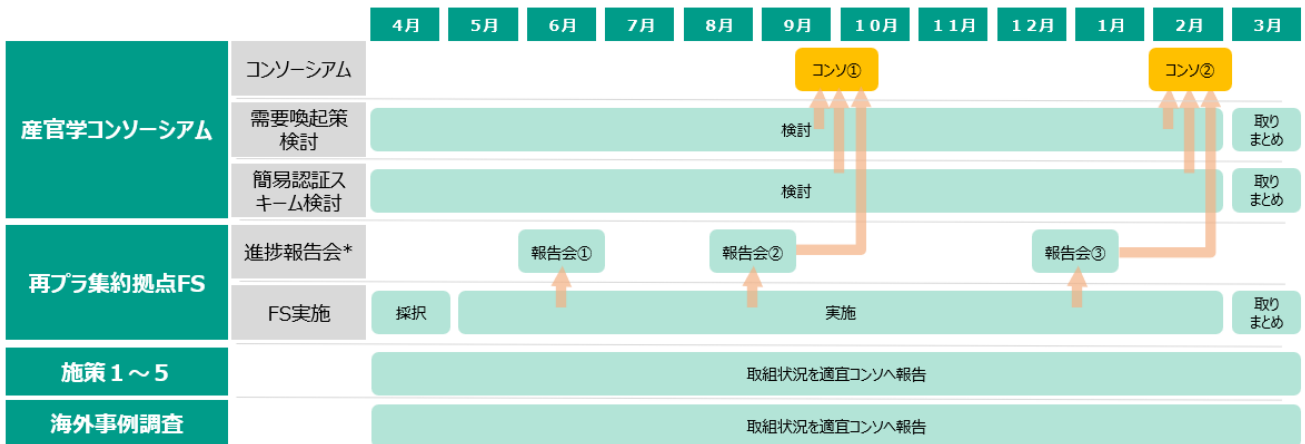 4月 5月 6月 7月 8月 9月 10月 11月 12月 1月 2月 3月
産官学コンソーシアム
コンソーシアム
コンソ①
コンソ②
需要喚起策
検討
検討
取り
まとめ
簡易認証ス
キーム検討
検討
取り
まとめ
再プラ集約拠点FS
進捗報告会*
報告会①
報告会②
報告会③
FS実施
採択
実施
取り
まとめ
施策1~5
取組状況を適宜コンソへ報告
海外事例調査
取組状況を適宜コンソへ報告